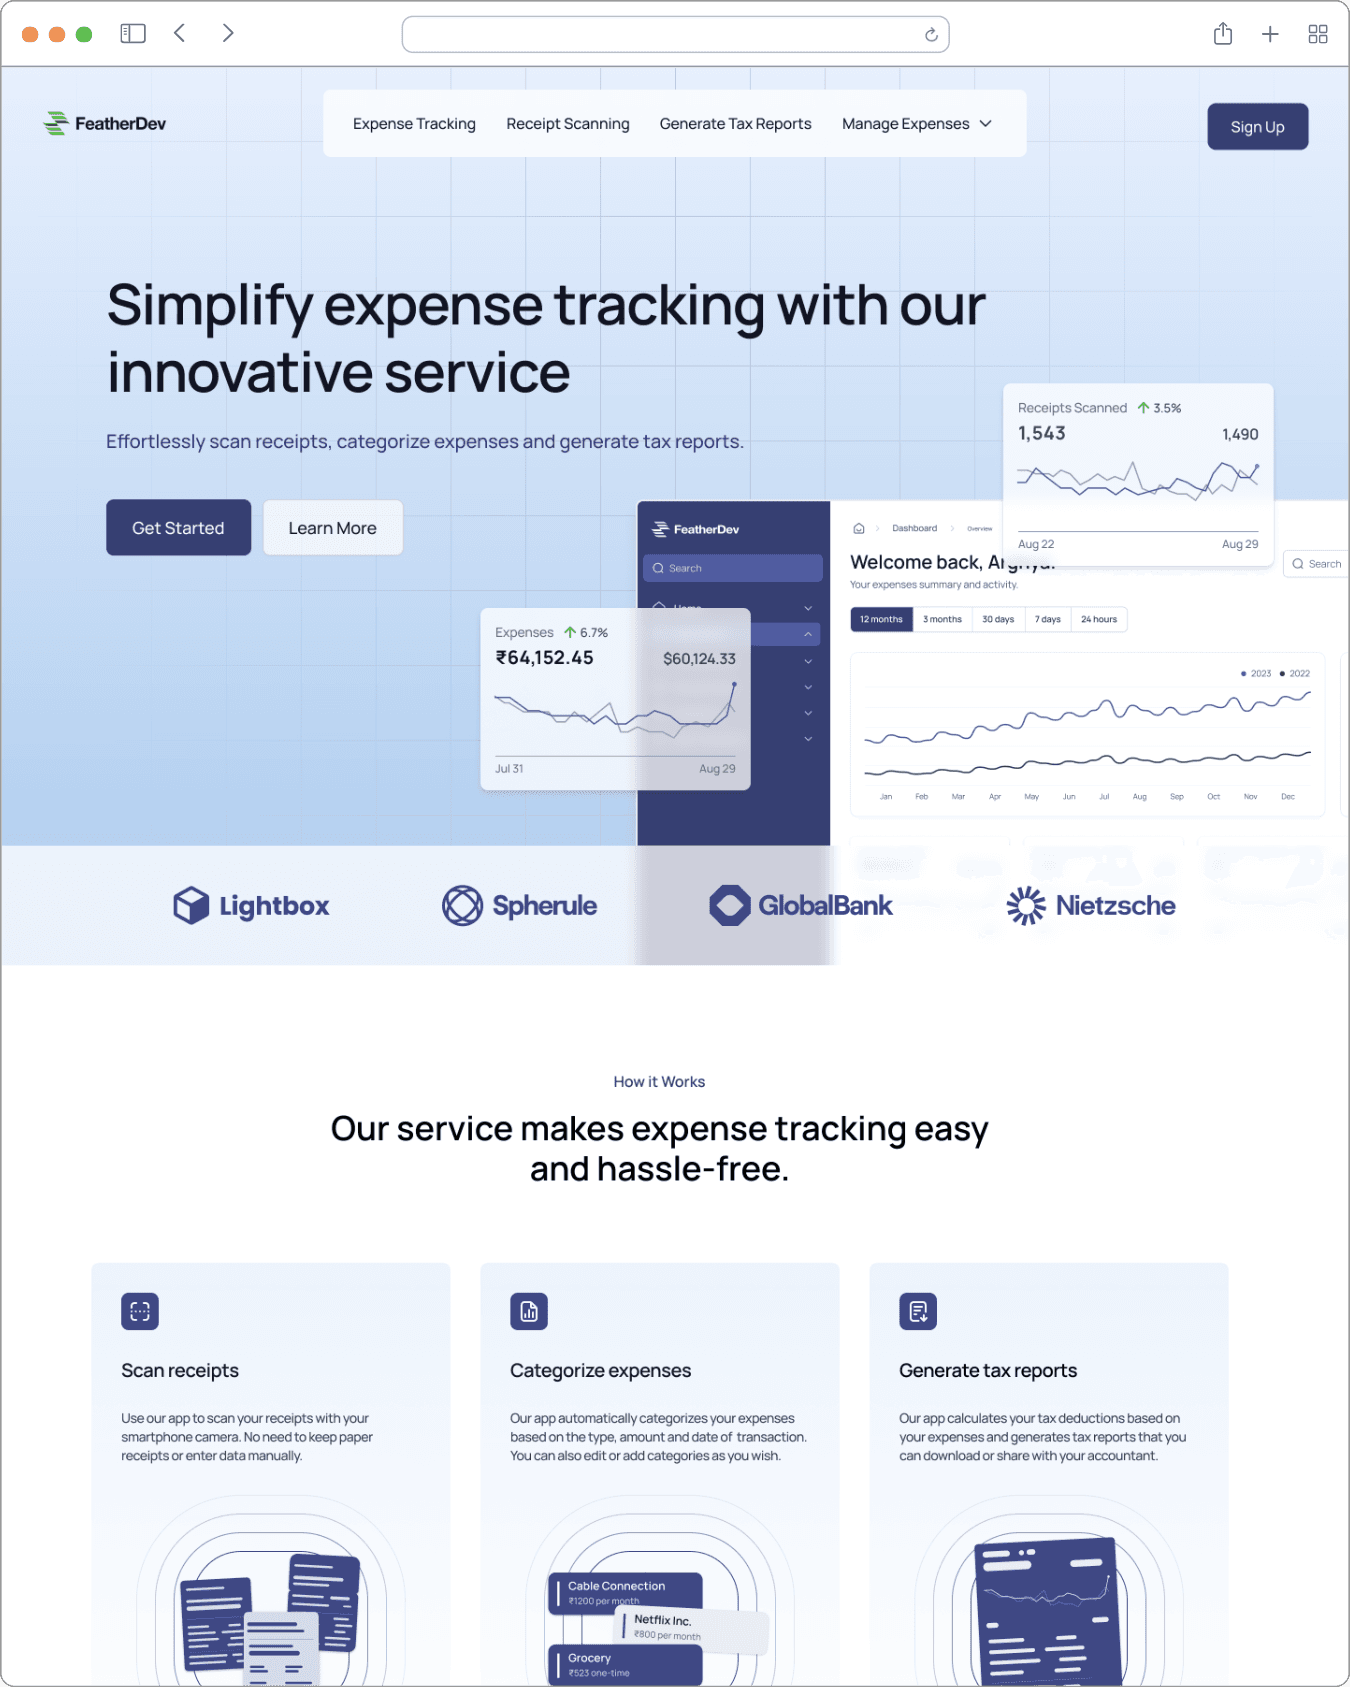 FeatherDev
Expense Tracking
Receipt Scanning
Generate Tax Reports
Manage Expenses
Sign Up
Simplify expense tracking with our
innovative service
Effortlessly scan receipts, categorize expenses and generate tax reports.
Get Started
Learn More
Receipts Scanned 3.5%
1,543 1,490
Aug 22 Aug 29
FeatherDev
Search
Home
Dashboard
Overview
Welcome back,
Your expenses summary and activity.
Search
12 months
3 months
30 days
7 days
24 hours
2023 2022
Jan Feb Mar Apr May Jun Jul Aug Sep Oct Nov Dec
Expenses 6.7%
₹64,152.45 $60,124.33
Jul 31 Aug 29
Lightbox
Spherule
GlobalBank
Nietzsche
How it Works
Our service makes expense tracking easy
and hassle-free.
Scan receipts
Use our app to scan your receipts with your
smartphone camera. No need to keep paper
receipts or enter data manually.
Categorize expenses
Our app automatically categorizes your expenses
based on the type, amount and date of transaction.
You can also edit or add categories as you wish.
Cable Connection
₹1200 per month
Netflix Inc.
₹800 per month
Grocery
₹523 one-time
Generate tax reports
Our app calculates your tax deductions based on
your expenses and generates tax reports that you
can download or share with your accountant.